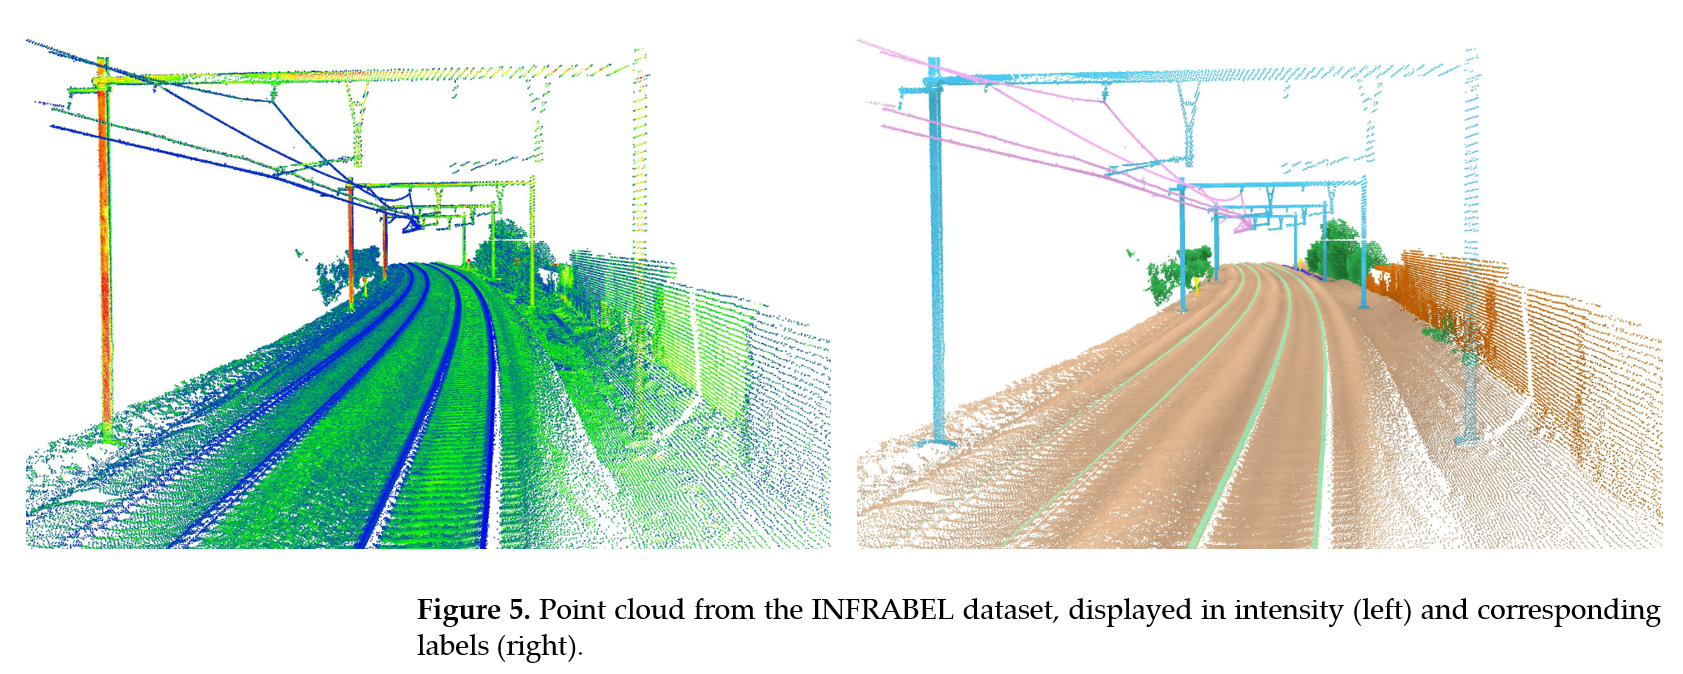 Figure 5. Point cloud from the INFRABEL dataset, displayed in intensity (left) and corresponding
labels (right).